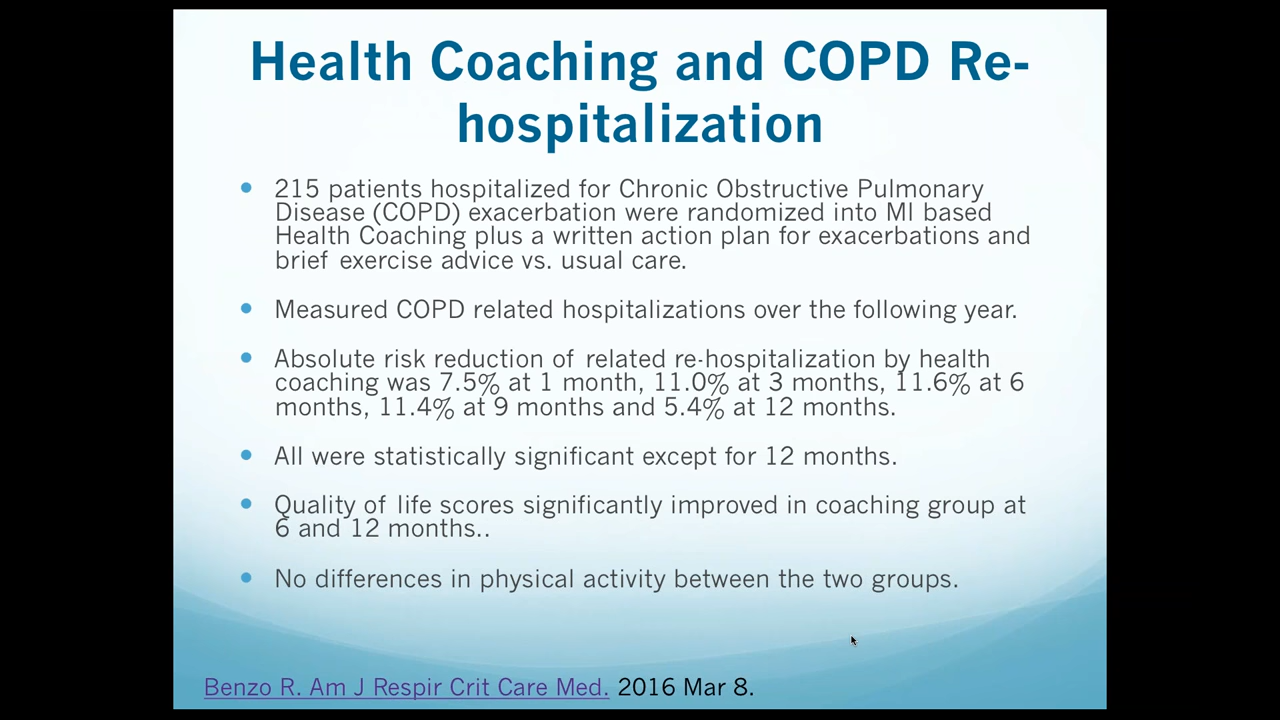 Health Coaching and COPD Re-
hospitalization
• 215 patients hospitalized for Chronic Obstructive Pulmonary
Disease (COPD) exacerbation were randomized into MI based
Health Coaching plus a written action plan for exacerbations and
brief exercise advice vs. usual care.
• Measured COPD related hospitalizations over the following year.
• Absolute risk reduction of related re-hospitalization by health
coaching was 7.5% at 1 month, 11.0% at 3 months, 11.6% at 6
months, 11.4% at 9 months and 5.4% at 12 months.
• All were statistically significant except for 12 months.
• Quality of life scores significantly improved in coaching group at
6 and 12 months..
• No differences in physical activity between the two groups.
Benzo R. Am J Respir Crit Care Med. 2016 Mar 8.